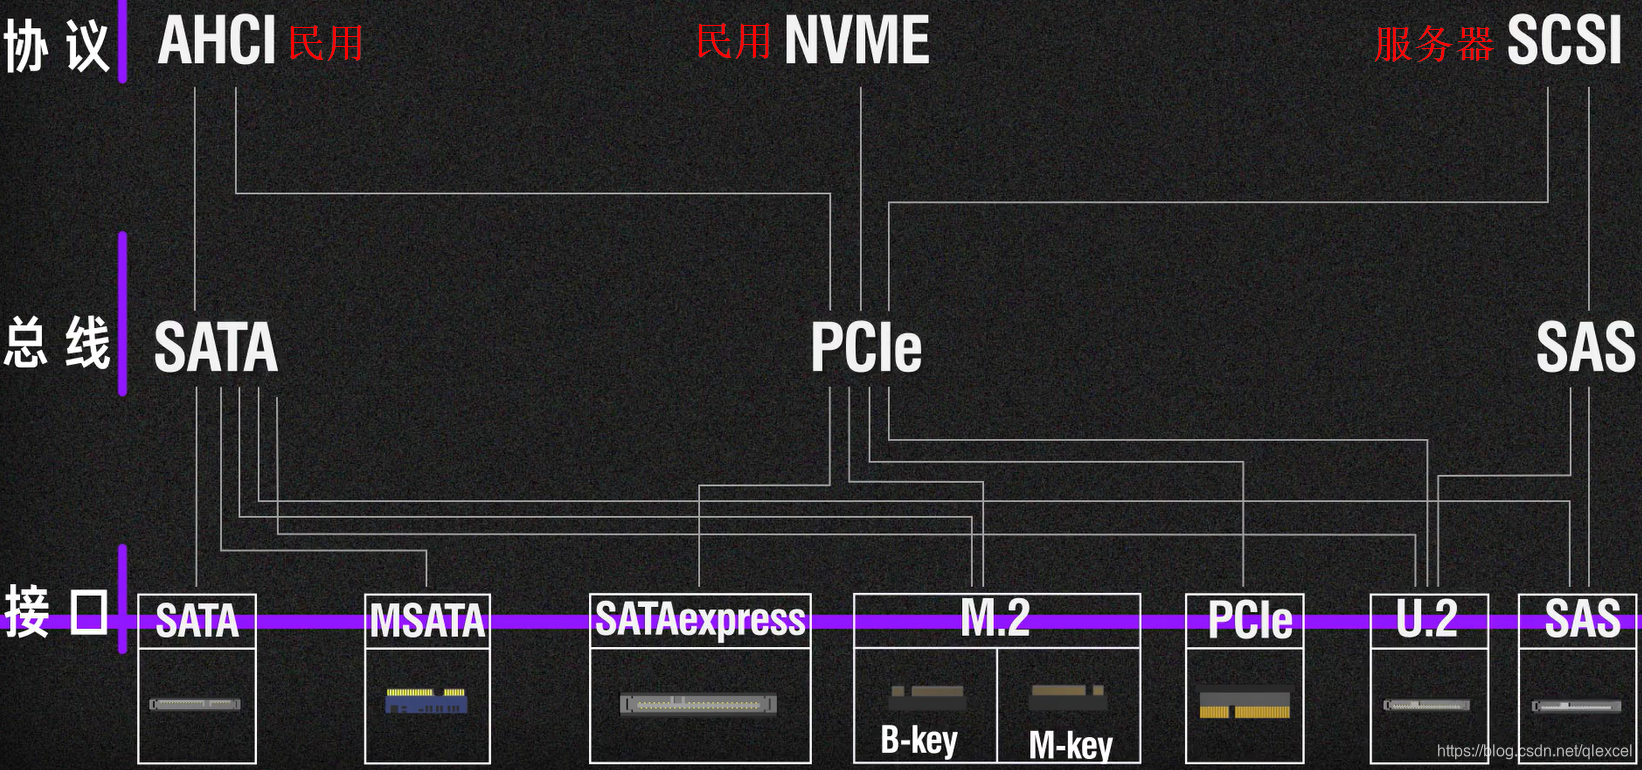 协 议 AHCI 民用 民用 NVME 服务器 SCSI
总 线 SATA PCIe SAS
接 口 SATA MSATA SATAexpress M.2 PCIe U.2 SAS
B-key M-key
https://blog.csdn.net/qlexcel